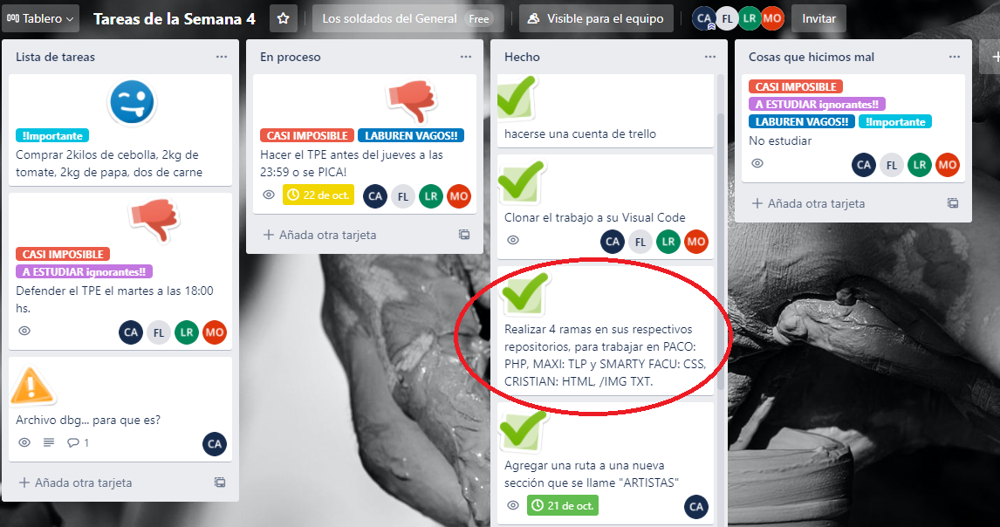 Tablero
Tareas de la Semana 4
Los soldados del General Free
Visible para el equipo
CA FL LR MO
Invitar
Lista de tareas
!Importante
Comprar 2kilos de cebolla, 2kg de
tomate, 2kg de papa, dos de carne
CASI IMPOSIBLE
A ESTUDIAR ignorantes!!
Defender el TPE el martes a las 18:00
hs.
CA FL LR MO
Archivo dbg... para que es?
1
CA
+ Añada otra tarjeta
En proceso
CASI IMPOSIBLE LABUREN VAGOS!!
Hacer el TPE antes del jueves a las
23:59 o se PICA!
22 de oct. CA FL LR MO
+ Añada otra tarjeta
Hecho
hacerse una cuenta de trello
Clonar el trabajo a su Visual Code
CA FL LR MO
Realizar 4 ramas en sus respectivos
repositorios, para trabajar en PACO:
PHP, MAXI: TLP y SMARTY FACU: CSS,
CRISTIAN: HTML, /IMG TXT.
Agregar una ruta a una nueva
sección que se llame "ARTISTAS"
21 de oct. CA
Cosas que hicimos mal
CASI IMPOSIBLE
A ESTUDIAR ignorantes!!
LABUREN VAGOS!! !Importante
No estudiar
CA FL LR MO
+ Añada otra tarjeta